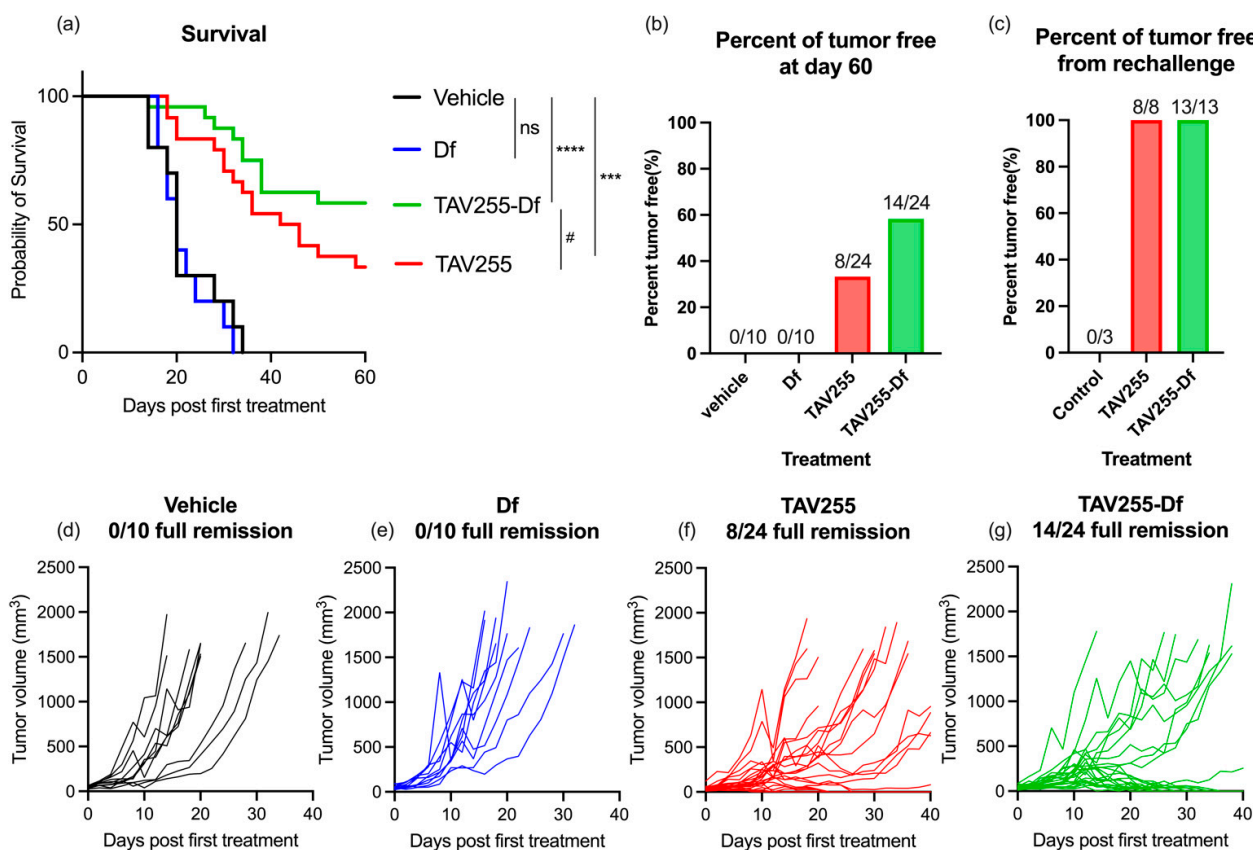 (a)
Survival
Probability of Survival
100
50
0
0 20 40 60
Days post first treatment
Vehicle
Df
TAV255-Df
TAV255
ns
****
***
#
(b)
Percent of tumor free
at day 60
Percent tumor free(%)
100
80
60
40
20
0
0/10 0/10 8/24 14/24
vehicle Df TAV255 TAV255-Df
Treatment
(c)
Percent of tumor free
from rechallenge
Percent tumor free(%)
100
80
60
40
20
0
0/3 8/8 13/13
Control TAV255 TAV255-Df
Treatment
(d)
Vehicle
0/10 full remission
Tumor volume (mm³)
2500
2000
1500
1000
500
0
0 10 20 30 40
Days post first treatment
(e)
Df
0/10 full remission
Tumor volume (mm³)
2500
2000
1500
1000
500
0
0 10 20 30 40
Days post first treatment
(f)
TAV255
8/24 full remission
Tumor volume (mm³)
2500
2000
1500
1000
500
0
0 10 20 30 40
Days post first treatment
(g)
TAV255-Df
14/24 full remission
Tumor volume (mm³)
2500
2000
1500
1000
500
0
0 10 20 30 40
Days post first treatment